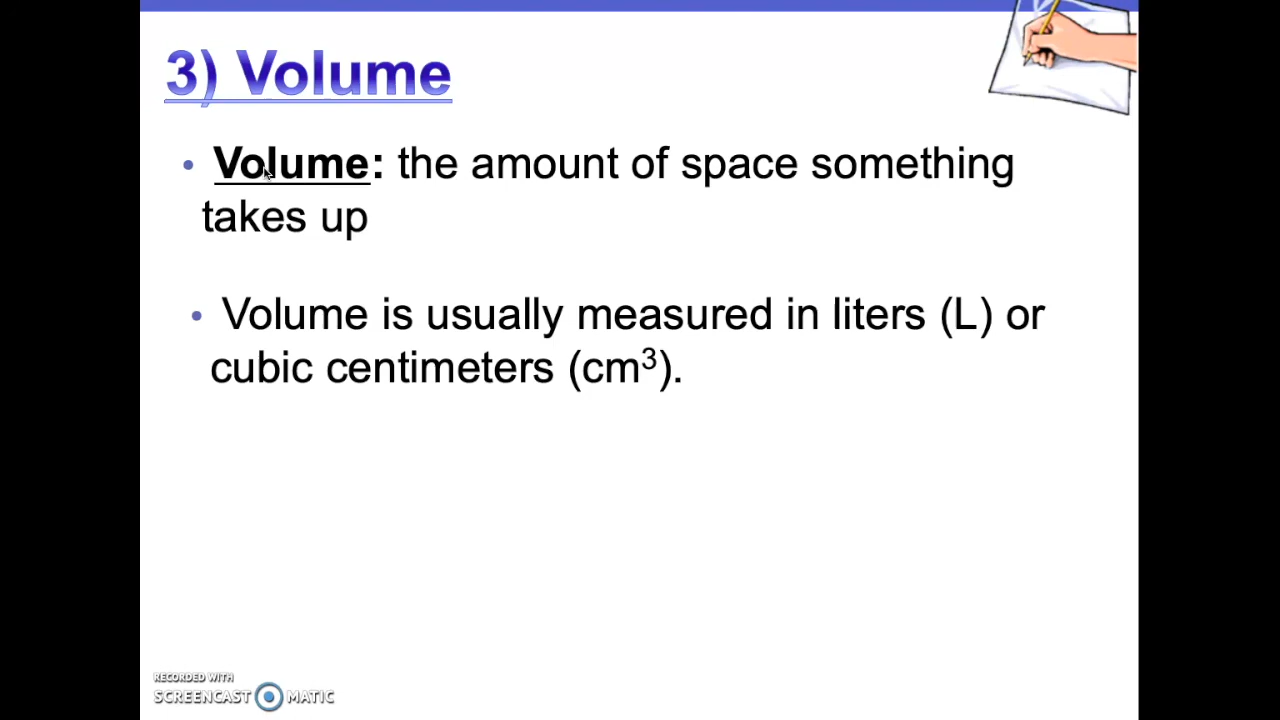 3) Volume
• Volume: the amount of space something
takes up
• Volume is usually measured in liters (L) or
cubic centimeters (cm³).
RECORDED WITH
SCREENCAST MATIC